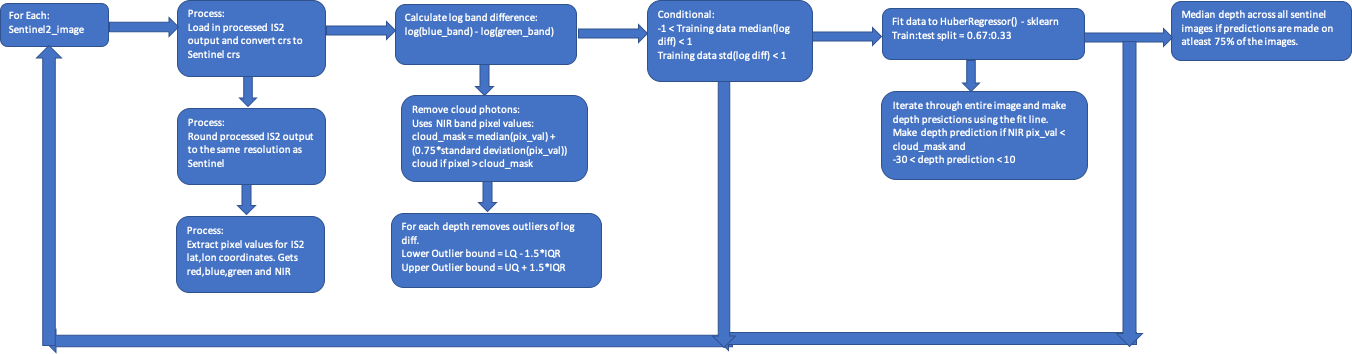 For Each:
Sentinel2_image
Process:
Load in processed IS2
output and convert crs to
Sentinel crs
Process:
Round processed IS2 output
to the same resolution as
Sentinel
Process:
Extract pixel values for IS2
lat,lon coordinates. Gets
red,blue,green and NIR
Calculate log band difference:
log(blue_band) - log(green_band)
Remove cloud photons:
Uses NIR band pixel values:
cloud_mask = median(pix_val) +
(0.75*standard deviation(pix_val))
cloud if pixel > cloud_mask
For each depth removes outliers of log
diff.
Lower Outlier bound = LQ - 1.5*IQR
Upper Outlier bound = UQ + 1.5*IQR
Conditional:
-1 < Training data median(log
diff) < 1
Training data std(log diff) < 1
Fit data to HuberRegressor() - sklearn
Train:test split = 0.67:0.33
Iterate through entire image and make
depth presictions using the fit line.
Make depth prediction if NIR pix_val <
cloud_mask and
-30 < depth prediction < 10
Median depth across all sentinel
images if predictions are made on
atleast 75% of the images.